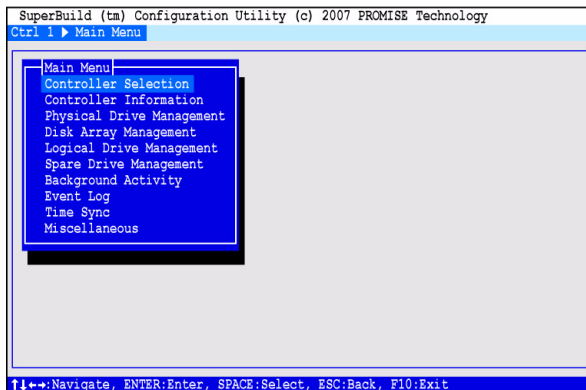 SuperBuild (tm) Configuration Utility (c) 2007 PROMISE Technology
Ctrl 1 ▶ Main Menu
Main Menu
Controller Selection
Controller Information
Physical Drive Management
Disk Array Management
Logical Drive Management
Spare Drive Management
Background Activity
Event Log
Time Sync
Miscellaneous
↑↓←→:Navigate, ENTER:Enter, SPACE:Select, ESC:Back, F10:Exit